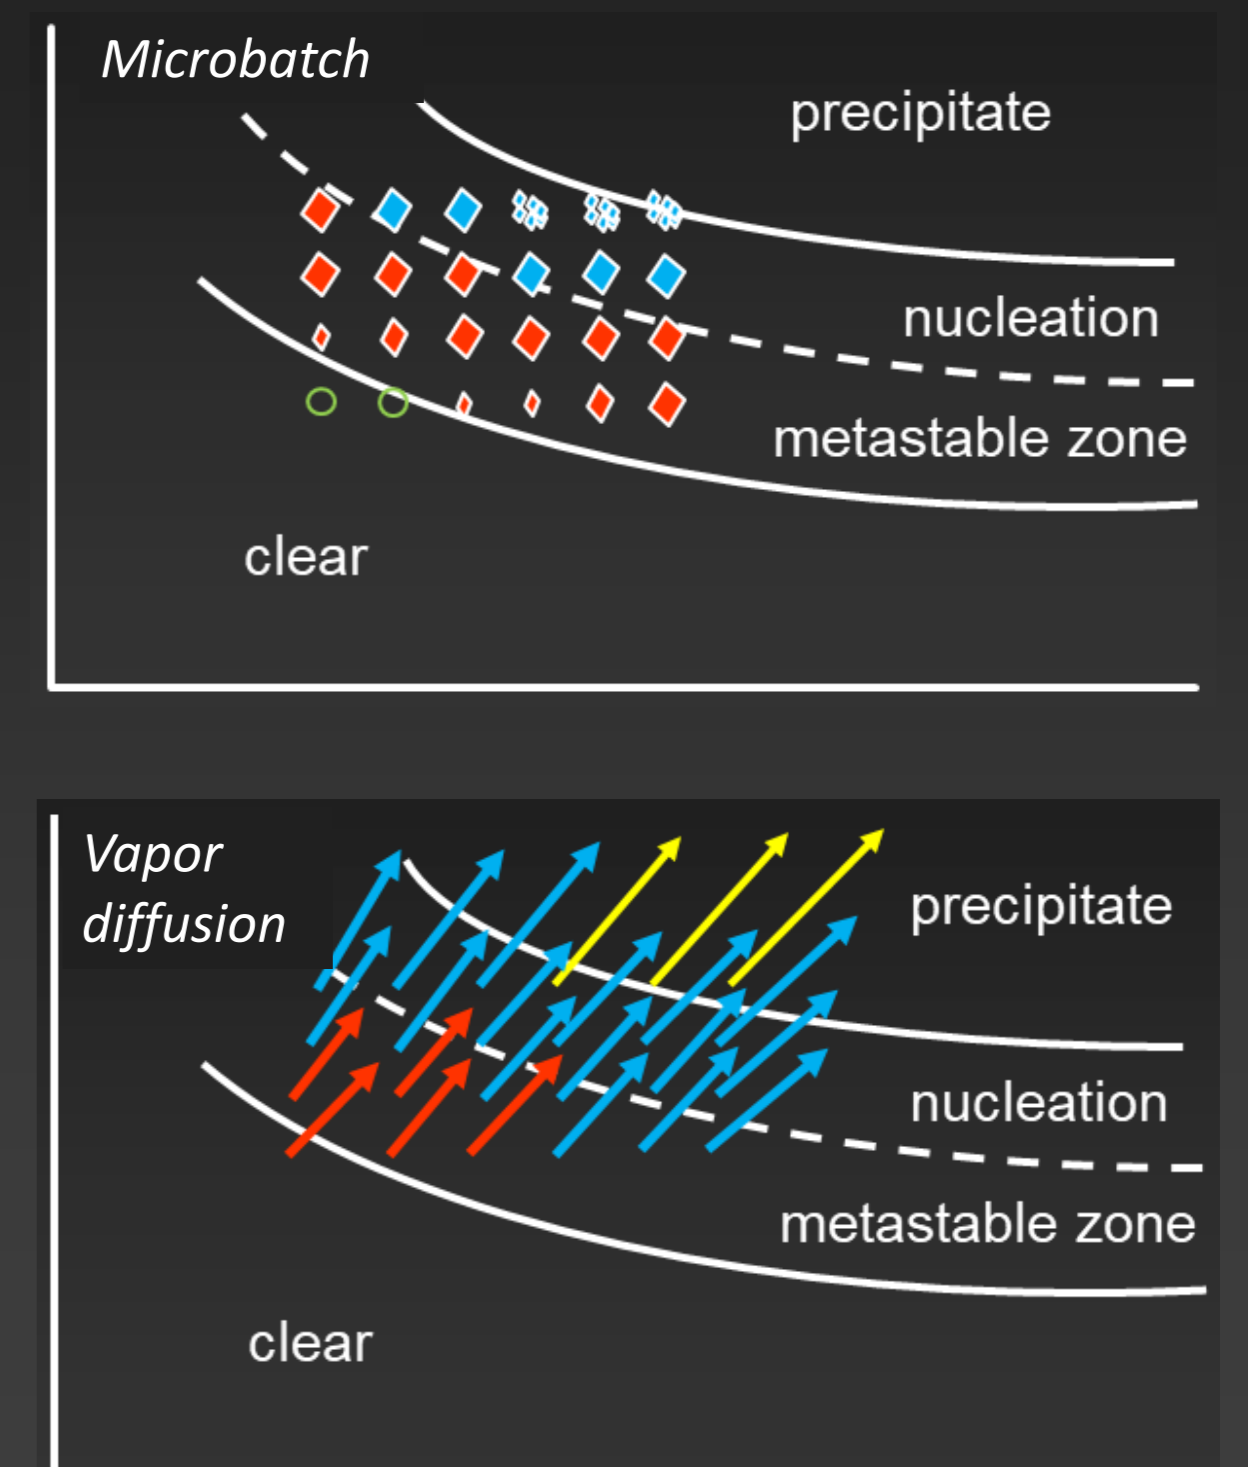 Microbatch
precipitate
nucleation
metastable zone
clear
Vapor
diffusion
precipitate
nucleation
metastable zone
clear